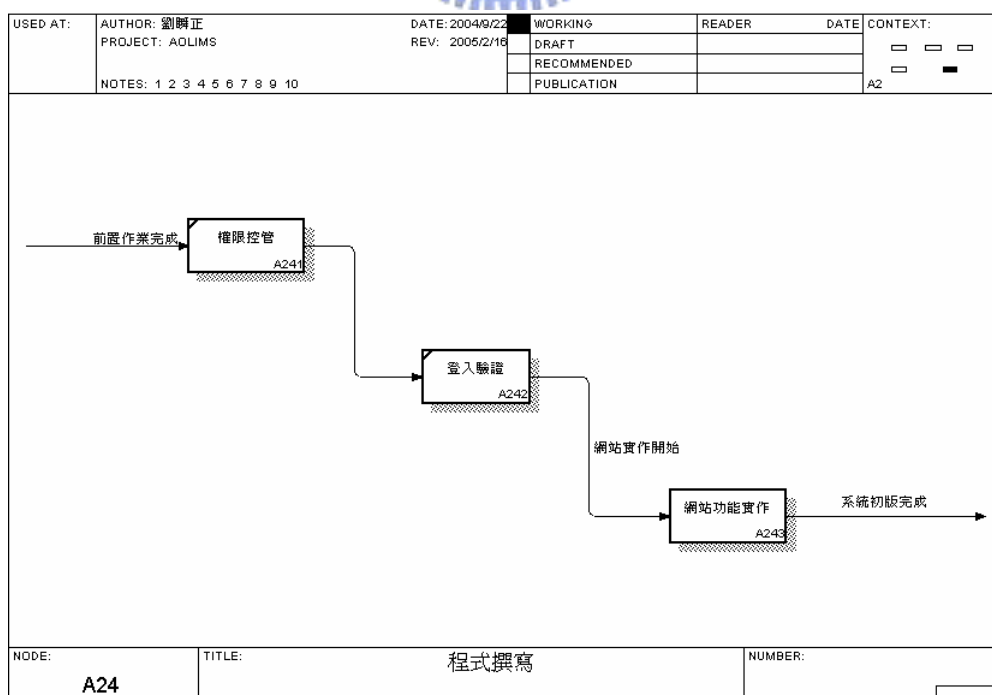 USED AT:
AUTHOR: 劉瞬正
DATE: 2004/9/22
PROJECT: AOLIMS
REV: 2005/2/16
NOTES: 1 2 3 4 5 6 7 8 9 10
WORKING
DRAFT
RECOMMENDED
PUBLICATION
READER
DATE
CONTEXT:
A2
前置作業完成
權限控管
A241
登入驗證
A242
網站實作開始
網站功能實作
A243
系統初版完成
NODE:
A24
TITLE:
程式撰寫
NUMBER: